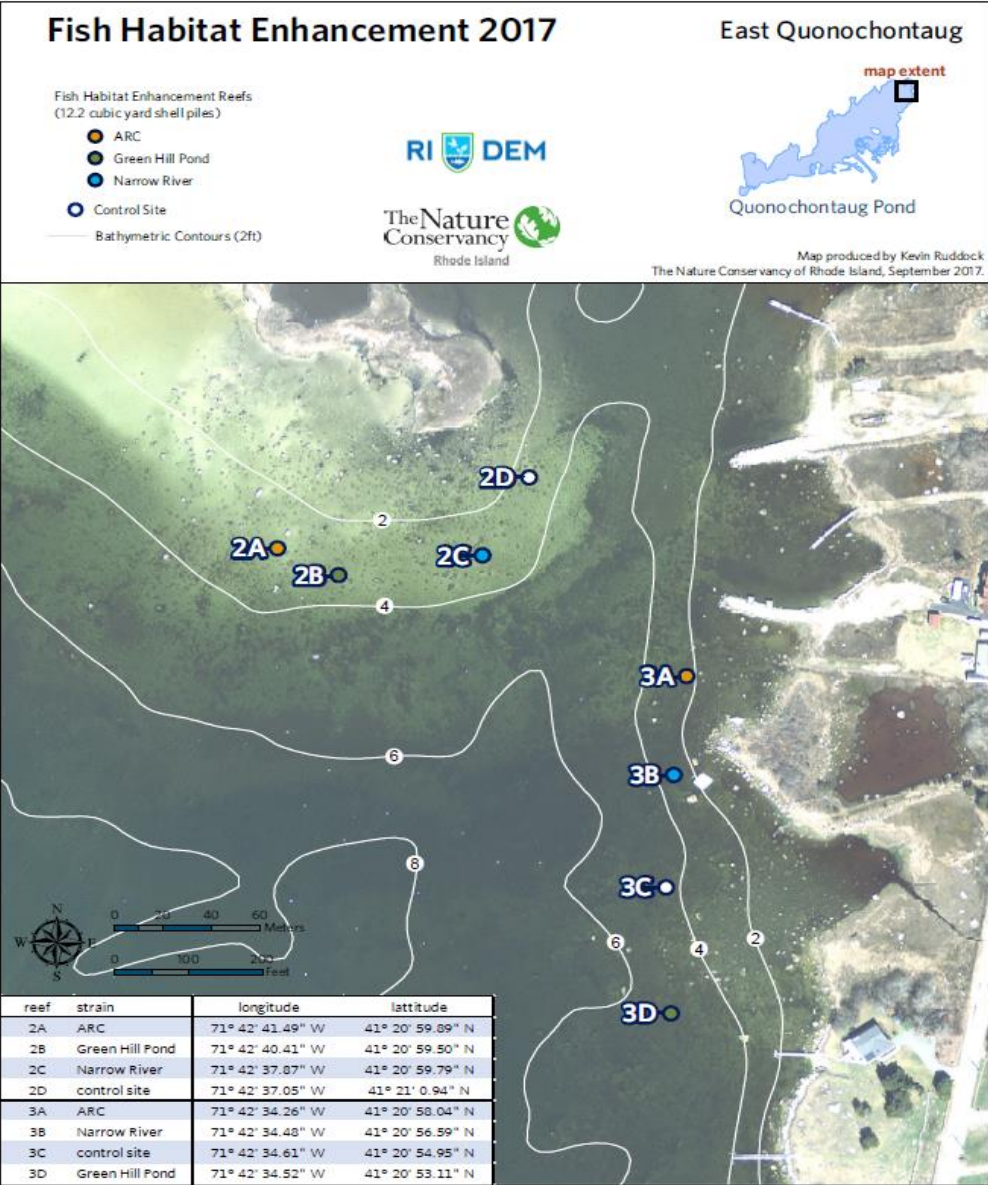 Fish Habitat Enhancement 2017
East Quonochontaug
map extent
Fish Habitat Enhancement Reefs
(12.2 cubic yard shell piles)
ARC
Green Hill Pond
Narrow River
Control Site
Bathymetric Contours (2ft)
RI DEM
The Nature
Conservancy
Rhode Island
Quonochontaug Pond
Map produced by Kevin Ruddock
The Nature Conservancy of Rhode Island, September 2017.
2D
2
2A
2C
2B
4
3A
6
3B
8
3C
6
4
2
3D
N
W E
S
0 20 40 60
Meters
0 100 200
Feet
reef strain longitude lattitude
2A ARC 71° 42' 41.49" W 41° 20' 59.89" N
2B Green Hill Pond 71° 42' 40.41" W 41° 20' 59.50" N
2C Narrow River 71° 42' 37.87" W 41° 20' 59.79" N
2D control site 71° 42' 37.05" W 41° 21' 0.94" N
3A ARC 71° 42' 34.26" W 41° 20' 58.04" N
3B Narrow River 71° 42' 34.48" W 41° 20' 56.59" N
3C control site 71° 42' 34.61" W 41° 20' 54.95" N
3D Green Hill Pond 71° 42' 34.52" W 41° 20' 53.11" N